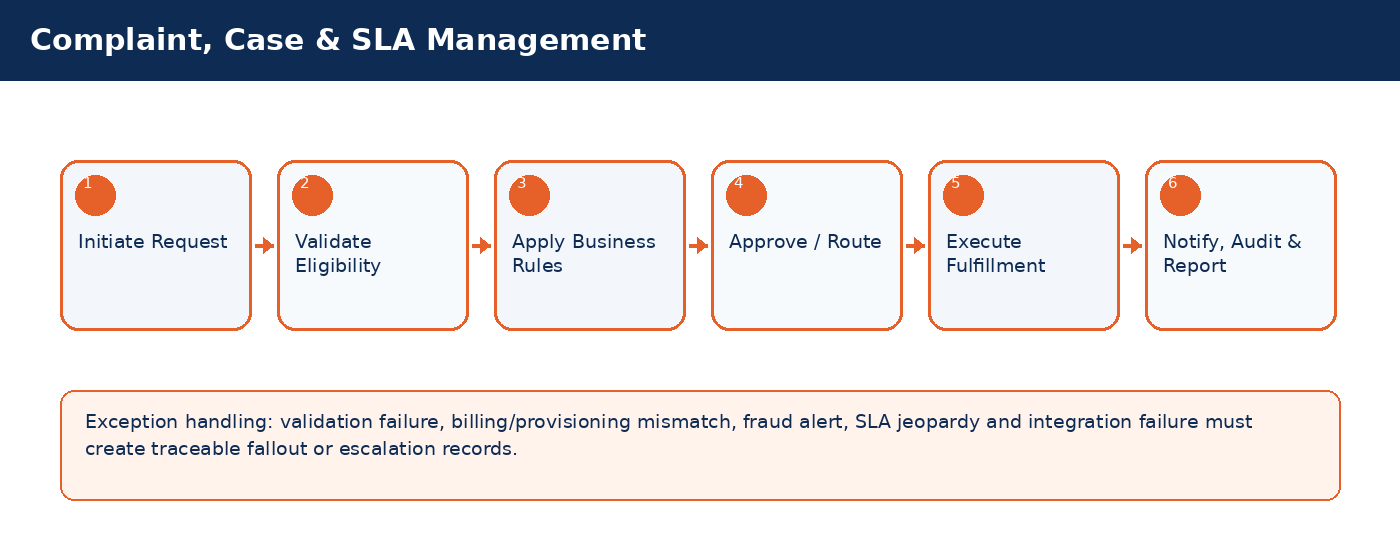 Complaint, Case & SLA Management
1
Initiate Request
2
Validate
Eligibility
3
Apply Business
Rules
4
Approve / Route
5
Execute
Fulfillment
6
Notify, Audit &
Report
Exception handling: validation failure, billing/provisioning mismatch, fraud alert, SLA jeopardy and integration failure must
create traceable fallout or escalation records.